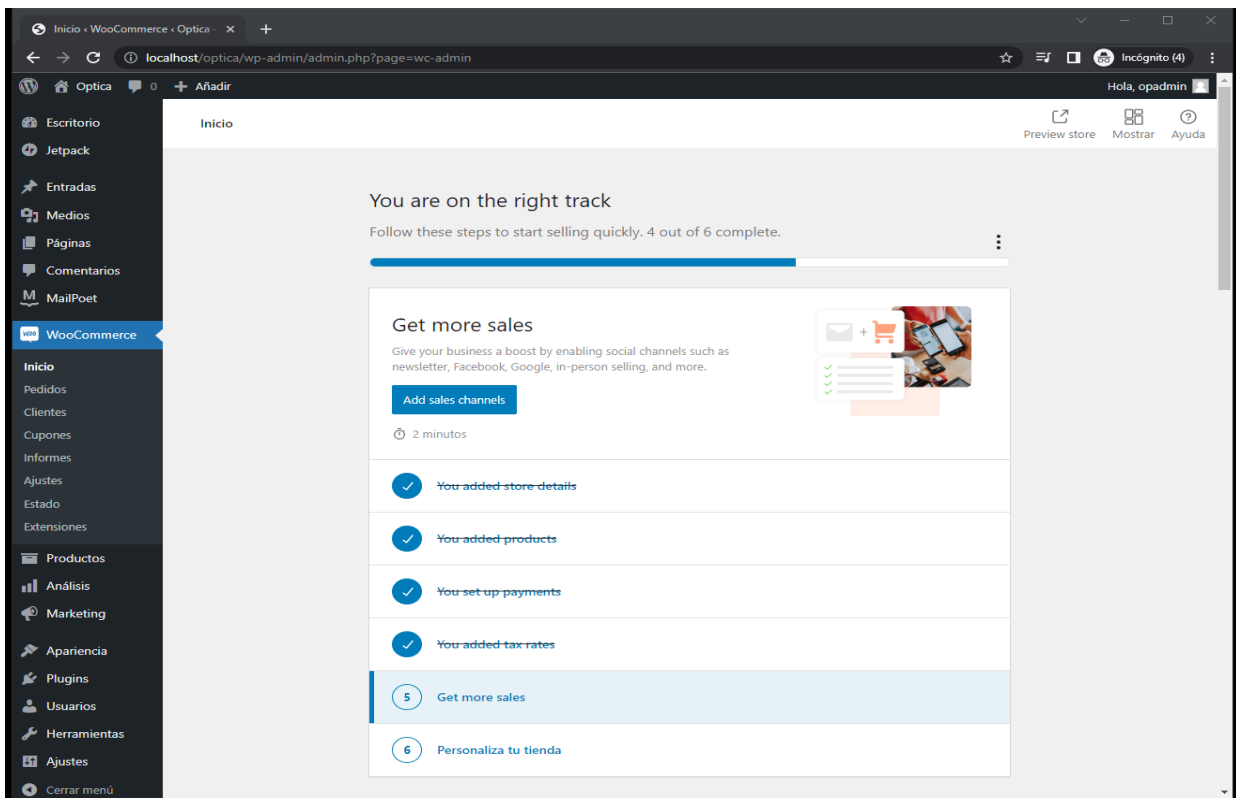 Inicio ‹ WooCommerce ‹ Optica –
localhost/optica/wp-admin/admin.php?page=wc-admin
Incógnito (4)
Optica 0 Añadir
Hola, opadmin
Escritorio
Jetpack
Entradas
Medios
Páginas
Comentarios
MailPoet
WooCommerce
Inicio
Pedidos
Clientes
Cupones
Informes
Ajustes
Estado
Extensiones
Productos
Análisis
Marketing
Apariencia
Plugins
Usuarios
Herramientas
Ajustes
Cerrar menú
Inicio
Preview store
Mostrar
Ayuda
You are on the right track
Follow these steps to start selling quickly. 4 out of 6 complete.
Get more sales
Give your business a boost by enabling social channels such as
newsletter, Facebook, Google, in-person selling, and more.
Add sales channels
2 minutos
You added store details
You added products
You set up payments
You added tax rates
5 Get more sales
6 Personaliza tu tienda